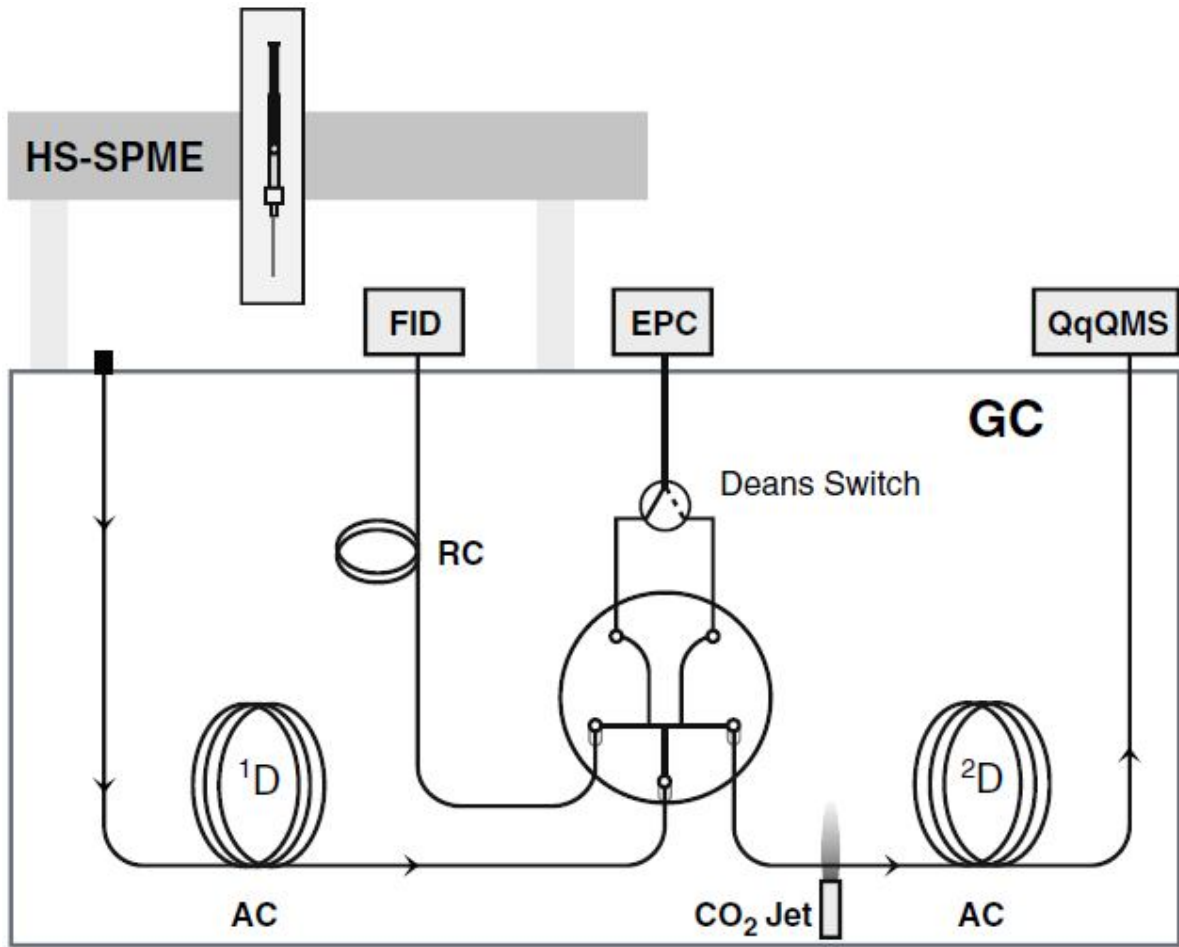 HS-SPME
FID
EPC
QqQMS
GC
Deans Switch
RC
¹D
²D
AC
CO₂ Jet
AC